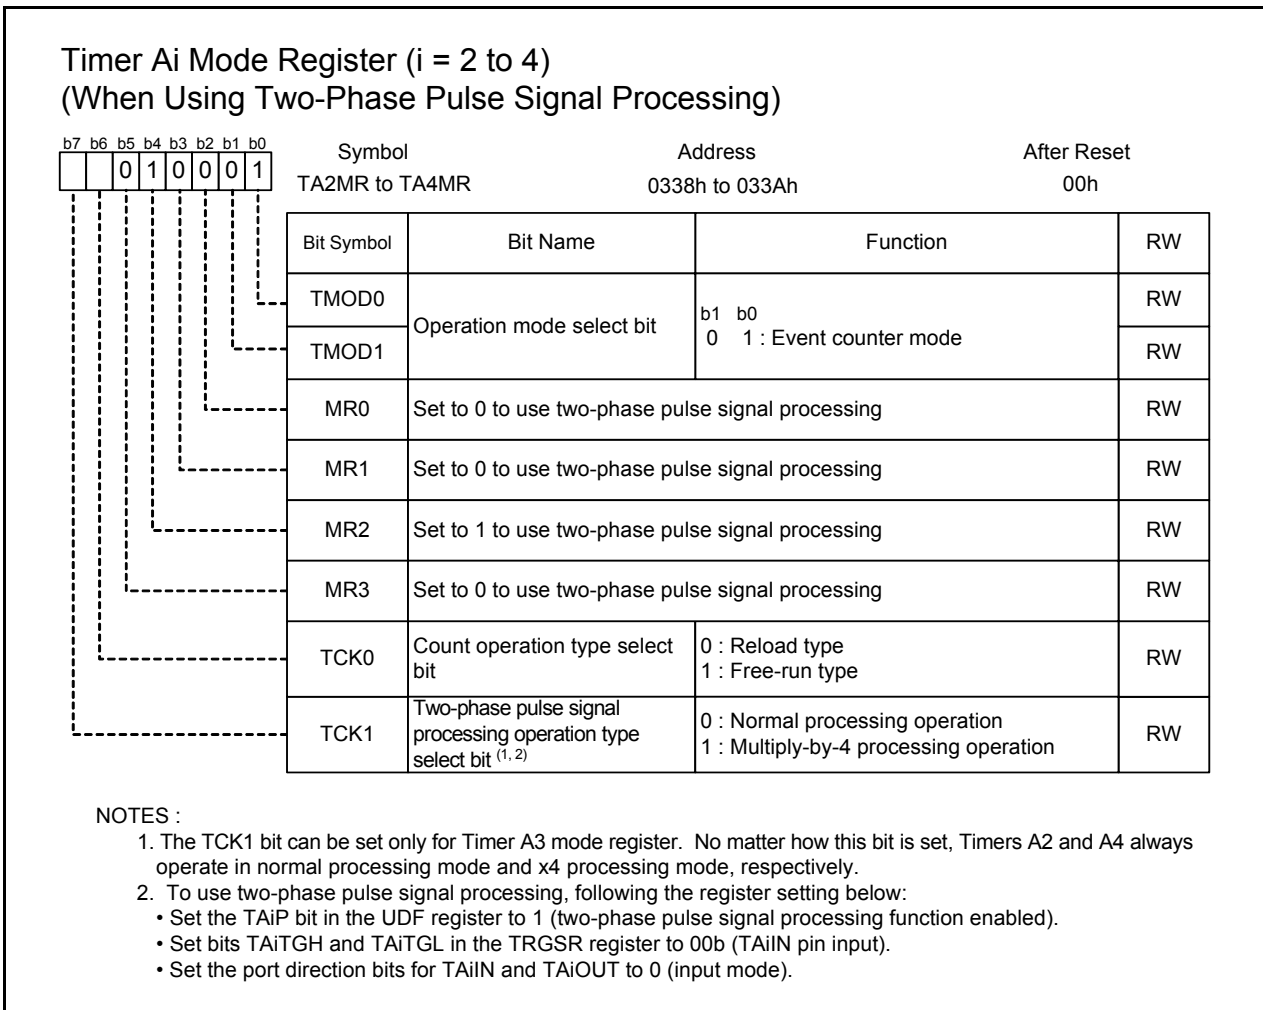 Timer Ai Mode Register (i = 2 to 4)
(When Using Two-Phase Pulse Signal Processing)
b7 b6 b5 b4 b3 b2 b1 b0
0 1 0 0 0 1
Symbol Address After Reset
TA2MR to TA4MR 0338h to 033Ah 00h
Bit Symbol Bit Name Function RW
TMOD0 RW
Operation mode select bit
b1 b0
0 1 : Event counter mode
TMOD1 RW
MR0 Set to 0 to use two-phase pulse signal processing RW
MR1 Set to 0 to use two-phase pulse signal processing RW
MR2 Set to 1 to use two-phase pulse signal processing RW
MR3 Set to 0 to use two-phase pulse signal processing RW
TCK0
Count operation type select
bit
0 : Reload type
1 : Free-run type
RW
TCK1
Two-phase pulse signal
processing operation type
select bit (1, 2)
0 : Normal processing operation
1 : Multiply-by-4 processing operation
RW
NOTES :
1. The TCK1 bit can be set only for Timer A3 mode register. No matter how this bit is set, Timers A2 and A4 always
operate in normal processing mode and x4 processing mode, respectively.
2. To use two-phase pulse signal processing, following the register setting below:
• Set the TAiP bit in the UDF register to 1 (two-phase pulse signal processing function enabled).
• Set bits TAiTGH and TAiTGL in the TRGSR register to 00b (TAiIN pin input).
• Set the port direction bits for TAiIN and TAiOUT to 0 (input mode).